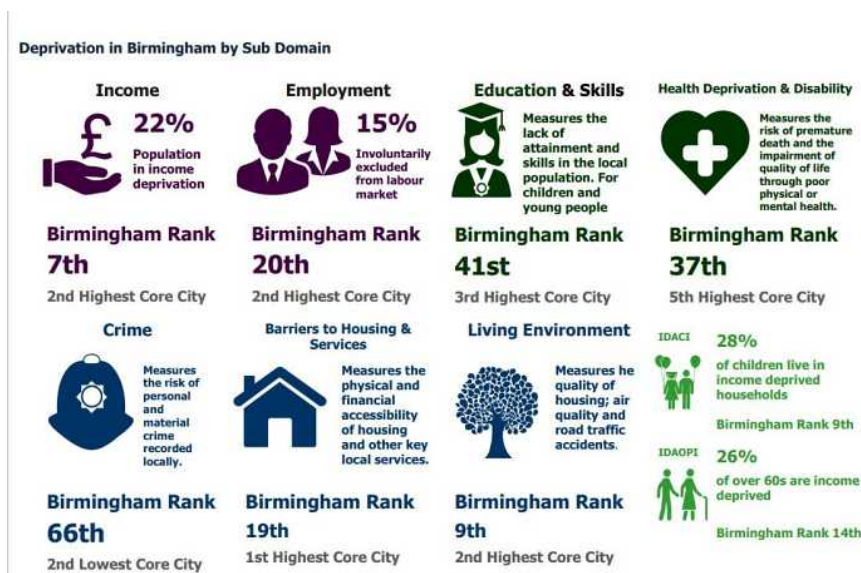 Deprivation in Birmingham by Sub Domain
Income
22%
Population
in income
deprivation
Birmingham Rank
7th
2nd Highest Core City
Employment
15%
Involuntarily
excluded
from labour
market
Birmingham Rank
20th
2nd Highest Core City
Education & Skills
Measures the
lack of
attainment and
skills in the local
population. For
children and
young people
Birmingham Rank
41st
3rd Highest Core City
Health Deprivation & Disability
Measures the
risk of premature
death and the
impairment of
quality of life
through poor
physical or
mental health.
Birmingham Rank
37th
5th Highest Core City
Crime
Measures
the risk of
personal
and
material
crime
recorded
locally.
Birmingham Rank
66th
2nd Lowest Core City
Barriers to Housing &
Services
Measures the
physical and
financial
accessibility
of housing
and other key
local services.
Birmingham Rank
19th
1st Highest Core City
Living Environment
Measures he
quality of
housing; air
quality and
road traffic
accidents.
Birmingham Rank
9th
2nd Highest Core City
IDACI
28%
of children live in
income deprived
households
Birmingham Rank 9th
IDAOPI
26%
of over 60s are income
deprived
Birmingham Rank 14th